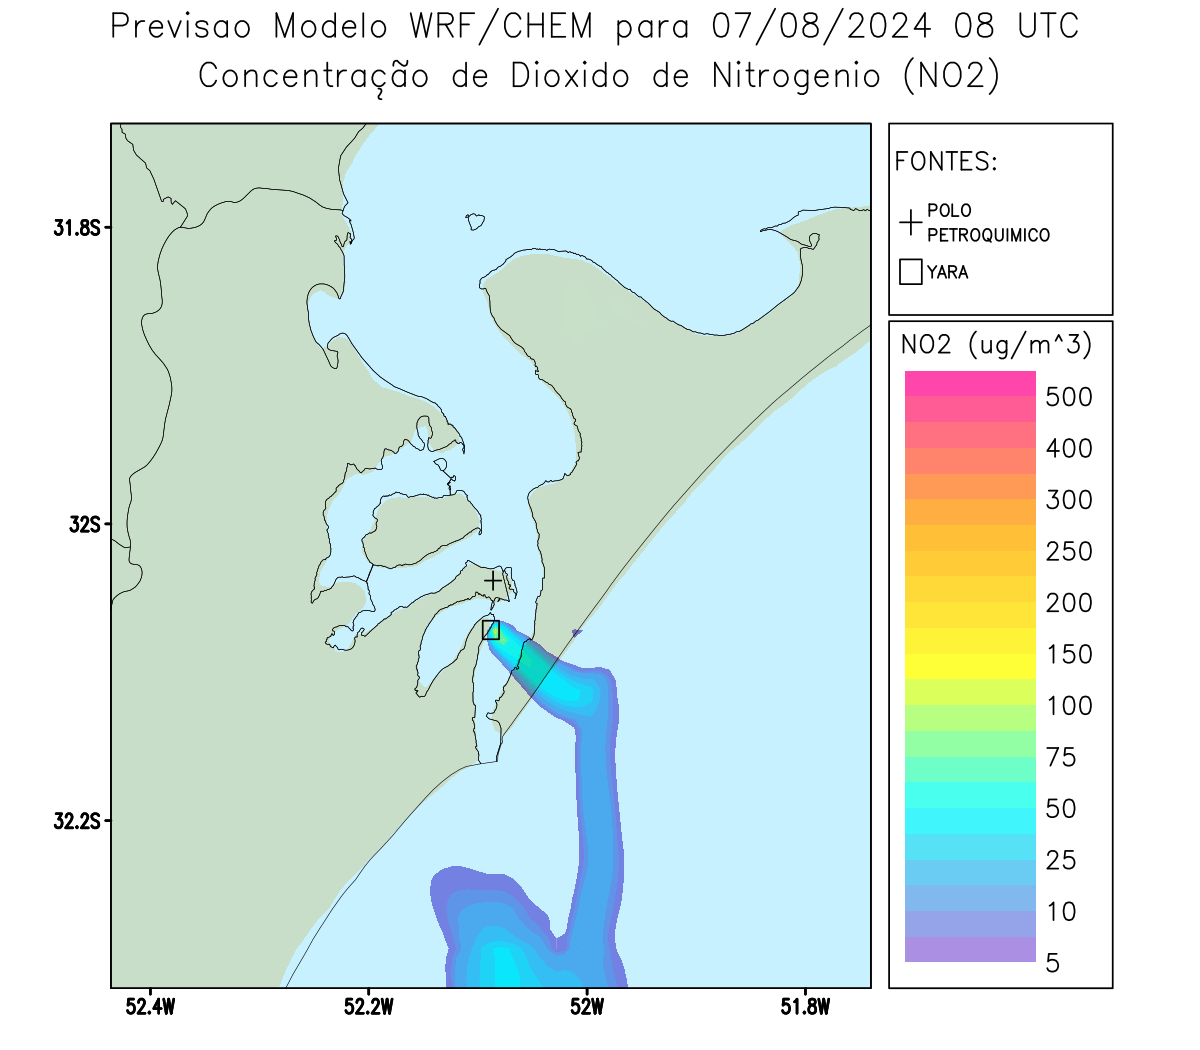 Previsao Modelo WRF/CHEM para 07/08/2024 08 UTC
Concentração de Dioxido de Nitrogenio (NO2)
FONTES:
POLO
PETROQUIMICO
YARA
31.8S
32S
32.2S
52.4W
52.2W
52W
51.8W
NO2 (ug/m^3)
500
400
300
250
200
150
100
75
50
25
10
5